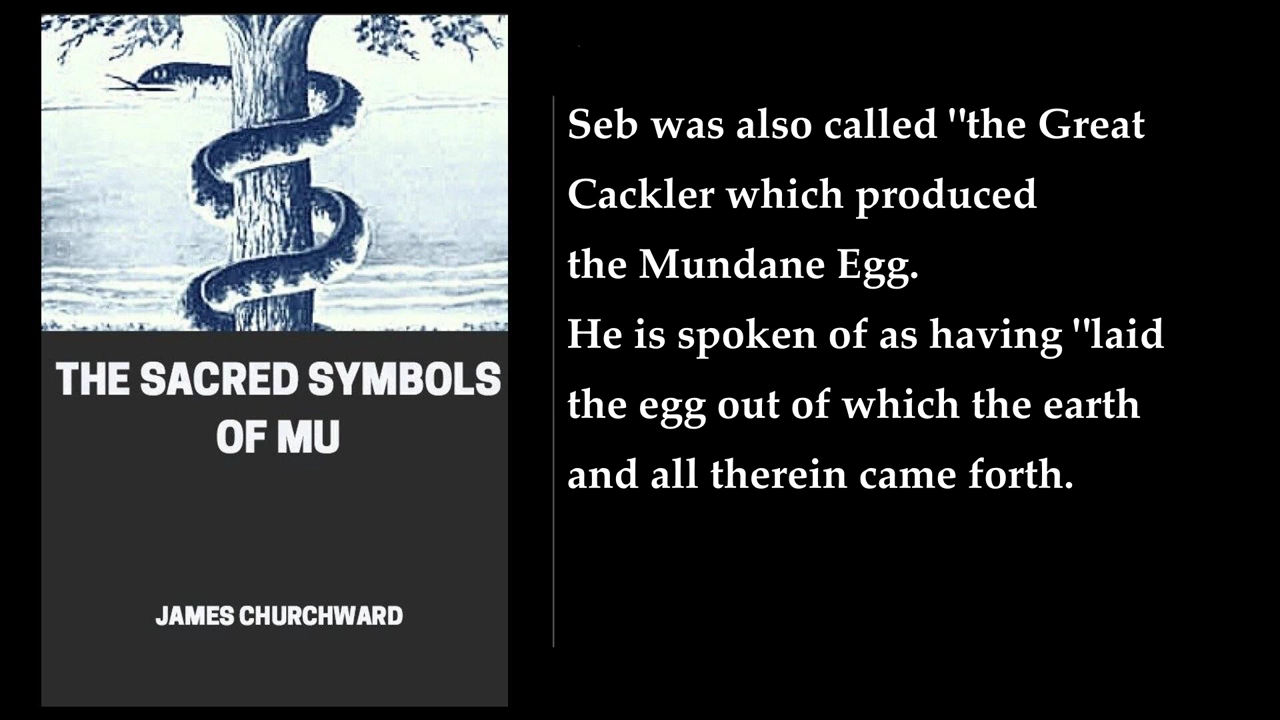 THE SACRED SYMBOLS
OF MU
JAMES CHURCHWARD
Seb was also called "the Great
Cackler which produced
the Mundane Egg.
He is spoken of as having "laid
the egg out of which the earth
and all therein came forth.